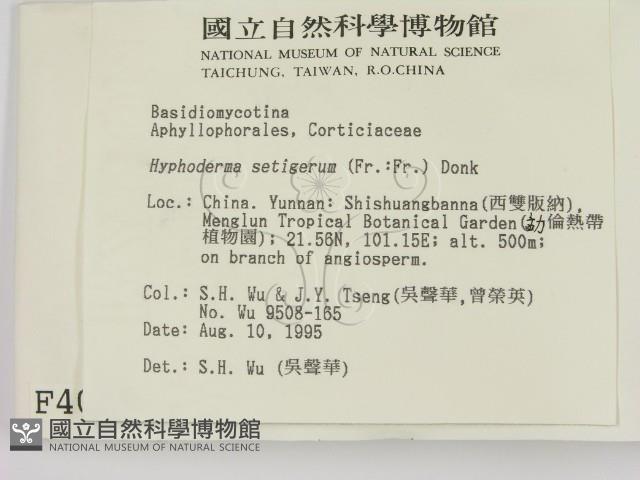 國立自然科學博物館
NATIONAL MUSEUM OF NATURAL SCIENCE
TAICHUNG, TAIWAN, R.O.CHINA
Basidiomycotina
Aphyllophorales, Corticiaceae
Hyphoderma setigerum (Fr.:Fr.) Donk
Loc.: China. Yunnan: Shishuangbanna(西雙版納),
Menglun Tropical Botanical Garden(勐倫熱帶
植物園); 21.56N, 101.15E; alt. 500m;
on branch of angiosperm.
Col.: S.H. Wu & J.Y. Tseng(吳聲華,曾榮英)
No. Wu 9508-165
Date: Aug. 10, 1995
Det.: S.H. Wu (吳聲華)
國立自然科學博物館
NATIONAL MUSEUM OF NATURAL SCIENCE